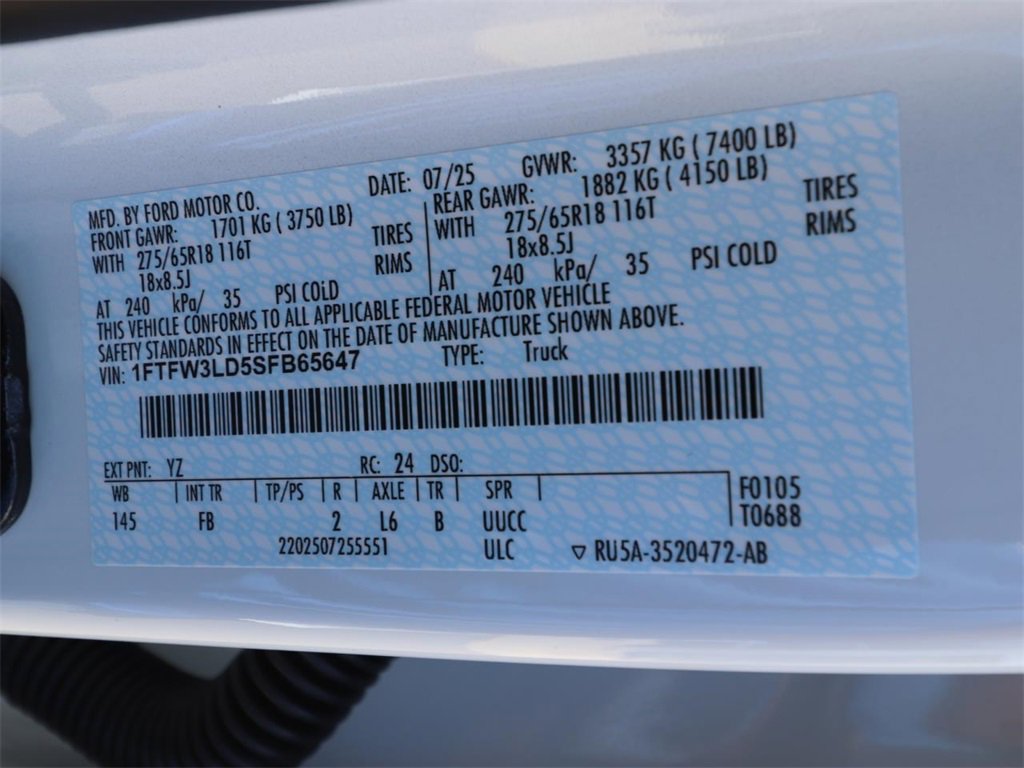 MFD. BY FORD MOTOR CO. DATE: 07/25 GVWR: 3357 KG ( 7400 LB)
FRONT GAWR: 1701 KG ( 3750 LB) REAR GAWR: 1882 KG ( 4150 LB)
WITH 275/65R18 116T TIRES WITH 275/65R18 116T TIRES
18x8.5J RIMS 18x8.5J RIMS
AT 240 kPa/ 35 PSI COLD AT 240 kPa/ 35 PSI COLD
THIS VEHICLE CONFORMS TO ALL APPLICABLE FEDERAL MOTOR VEHICLE
SAFETY STANDARDS IN EFFECT ON THE DATE OF MANUFACTURE SHOWN ABOVE.
VIN: 1FTFW3LD5SFB65647 TYPE: Truck
EXT PNT: YZ RC: 24 DSO:
WB INT TR TP/PS R AXLE TR SPR F0105
145 FB 2 L6 B UUCC T0688
2202507255551 ULC ▽ RU5A-3520472-AB